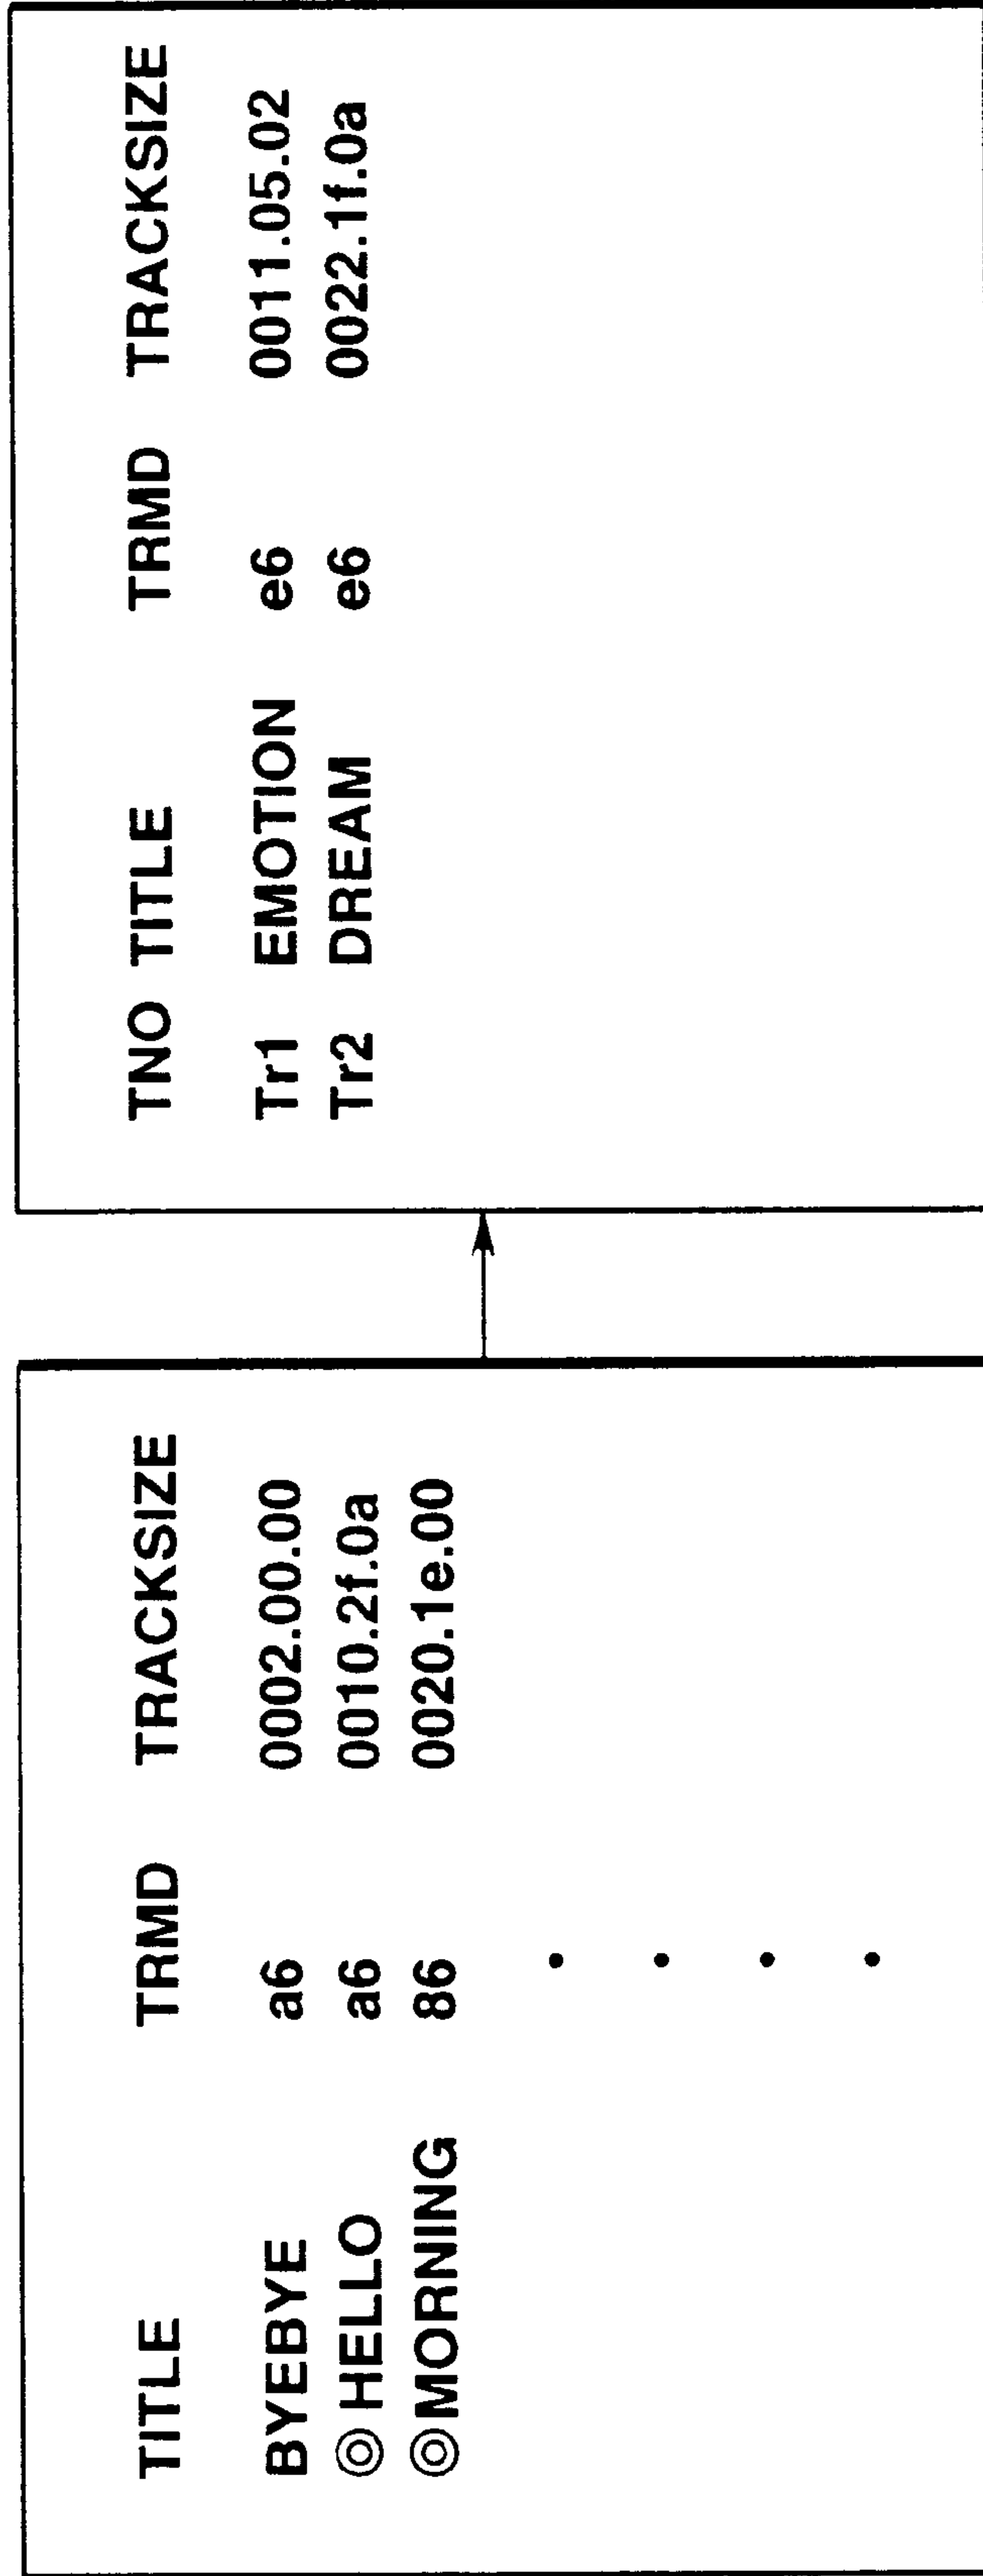 TITLE TRMD TRACKSIZE
BYEBYE a6 0002.00.00
◎ HELLO a6 0010.2f.0a
◎ MORNING 86 0020.1e.00
TNO TITLE TRMD TRACKSIZE
Tr1 EMOTION e6 0011.05.02
Tr2 DREAM e6 0022.1f.0a